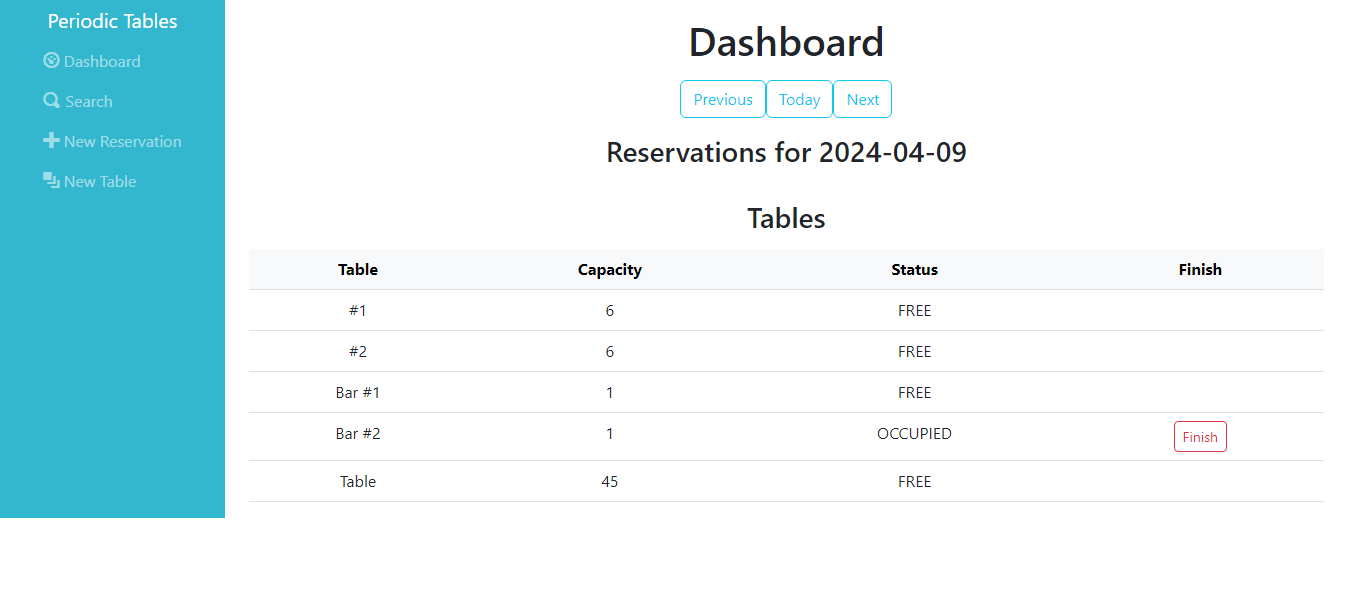 Periodic Tables
Dashboard
Search
New Reservation
New Table
Dashboard
Previous Today Next
Reservations for 2024-04-09
Tables
Table Capacity Status Finish
#1 6 FREE
#2 6 FREE
Bar #1 1 FREE
Bar #2 1 OCCUPIED Finish
Table 45 FREE